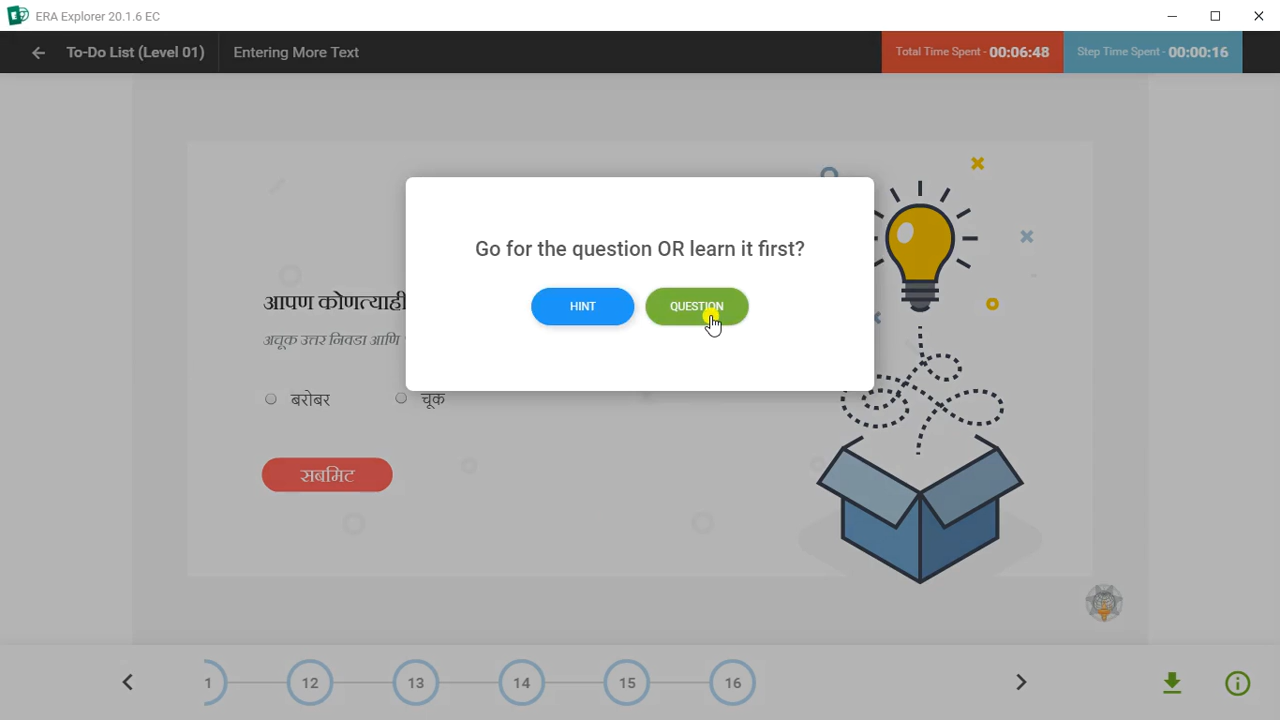 ERA Explorer 20.1.6 EC
To-Do List (Level 01)
Entering More Text
Total Time Spent - 00:06:48
Step Time Spent - 00:00:16
Go for the question OR learn it first?
HINT
QUESTION
आपण कोणत्याही
अचूक उत्तर निवडा आणि
बरोबर
चूक
सबमिट
1
12
13
14
15
16